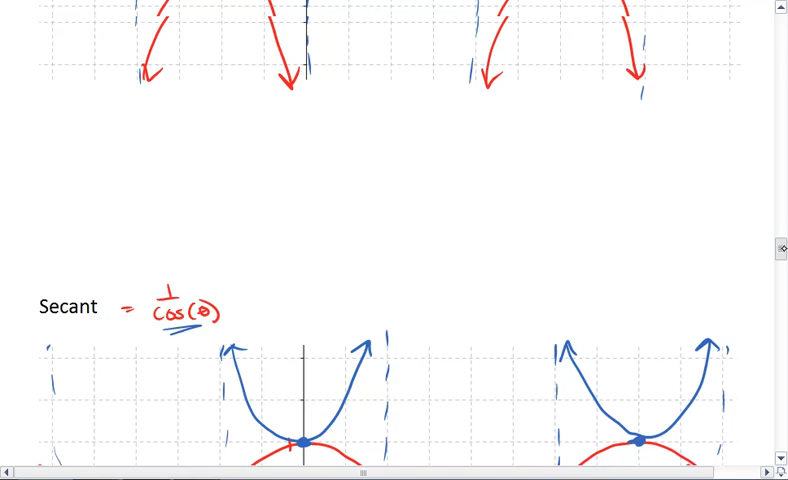 Secant = 1/cos(θ)